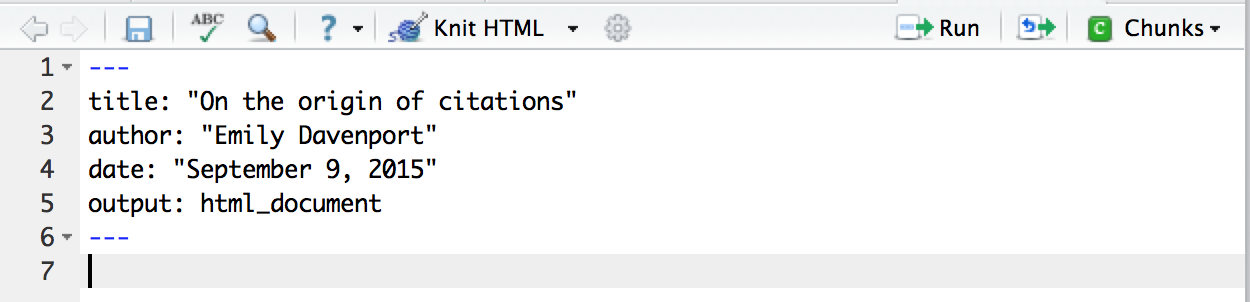 ABC ? Knit HTML Run C Chunks
1 ---
2 title: "On the origin of citations"
3 author: "Emily Davenport"
4 date: "September 9, 2015"
5 output: html_document
6 ---
7